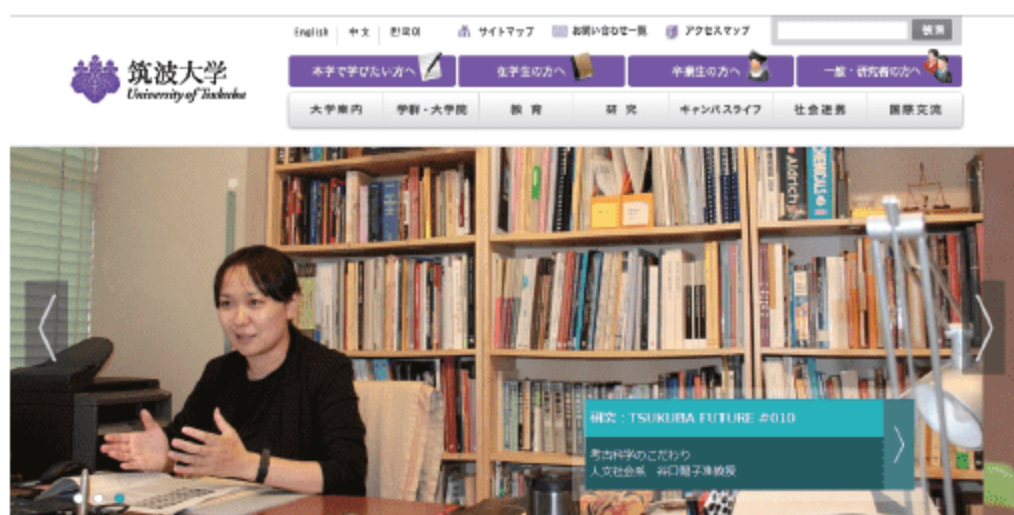 English 中文 한국어 サイトマップ お問い合わせ一覧 アクセスマップ 検索
筑波大学
University of Tsukuba
本学で学びたい方へ 在学生の方へ 卒業生の方へ 一般・研究者の方へ
大学案内 学群・大学院 教育 研究 キャンパスライフ 社会連携 国際交流
Aldrich
CHEMICALS
研究：TSUKUBA FUTURE #010
考古科学のこだわり
人文社会系 谷口陽子准教授